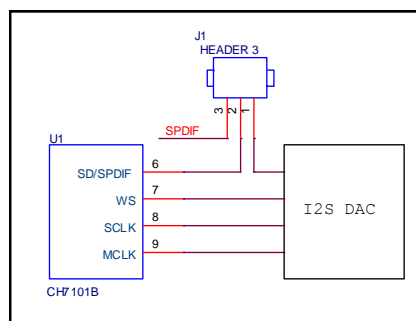 J1
HEADER 3
3 2 1
SPDIF
U1
SD/SPDIF 6
WS 7
SCLK 8
MCLK 9
I2S DAC
CH7101B